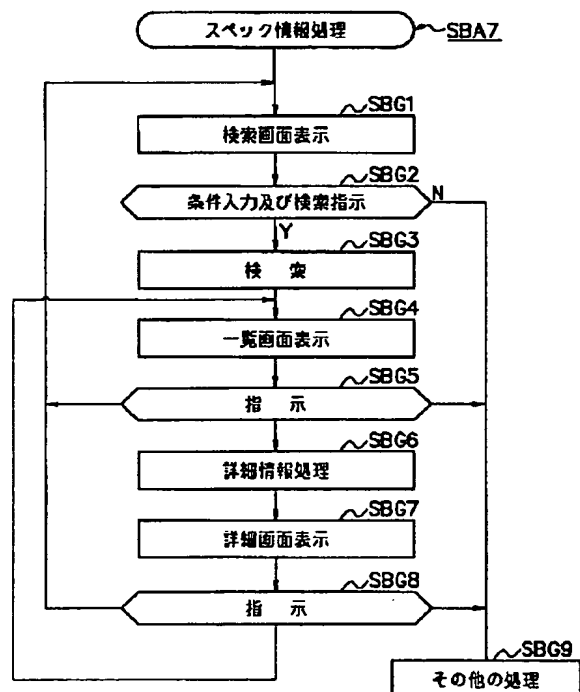 スペック情報処理
SBA7
SBG1
検索画面表示
SBG2
条件入力及び検索指示
N
Y
SBG3
検 索
SBG4
一覧画面表示
SBG5
指 示
SBG6
詳細情報処理
SBG7
詳細画面表示
SBG8
指 示
SBG9
その他の処理